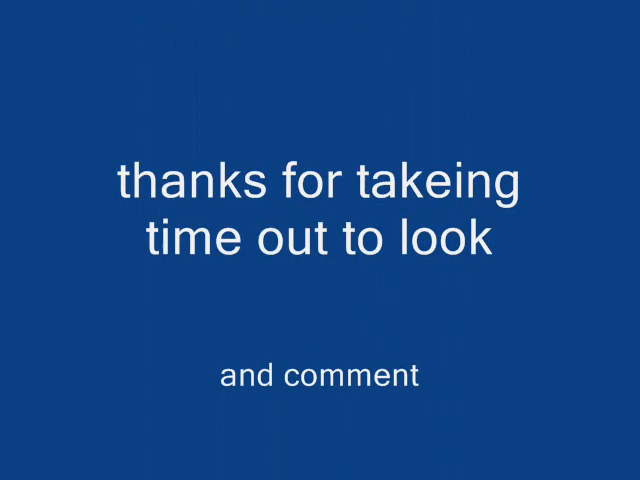 thanks for takeing
time out to look
and comment